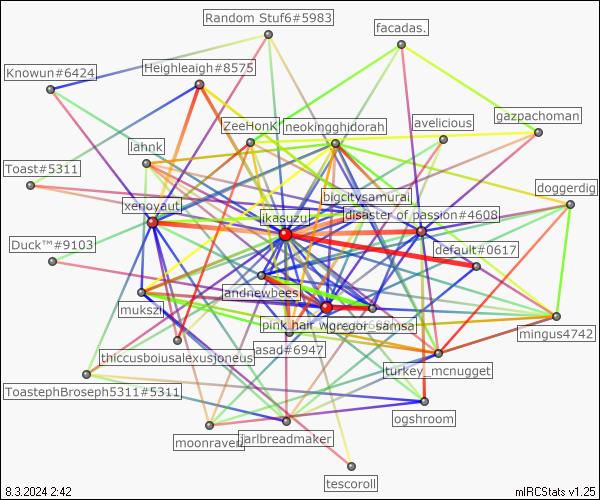 Random Stuf6#5983
facadas.
Knowun#6424
Heighleaigh#8575
gazpachoman
ZeeHonK
neokingghidorah
avelicious
lahnk
Toast#5311
doggerdig
bigcitysamurai
xenoyaut
ikasuzu
disaster of passion#4608
Duck™#9103
default#0617
andnewbees
mukszi
pink hair w
gregor_samsa
mingus4742
thiccusboiusalexusjoneus
asad#6947
turkey_mcnugget
ToastephBroseph5311#5311
ogshroom
moonraven
jarlbreadmaker
tescoroll
8.3.2024 2:42
mIRCStats v1.25